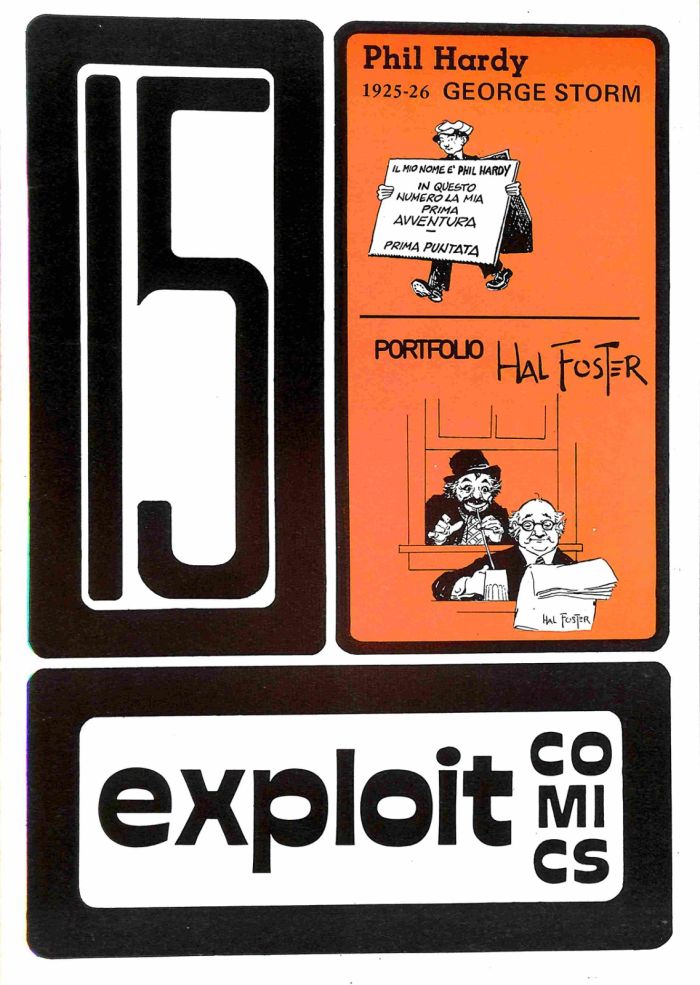 15
Phil Hardy
1925-26 GEORGE STORM
IL MIO NOME E' PHIL HARDY
IN QUESTO
NUMERO LA MIA
PRIMA
AVVENTURA
—
PRIMA PUNTATA
PORTFOLIO HAL FOSTER
HAL FOSTER
exploit
CO
MI
CS